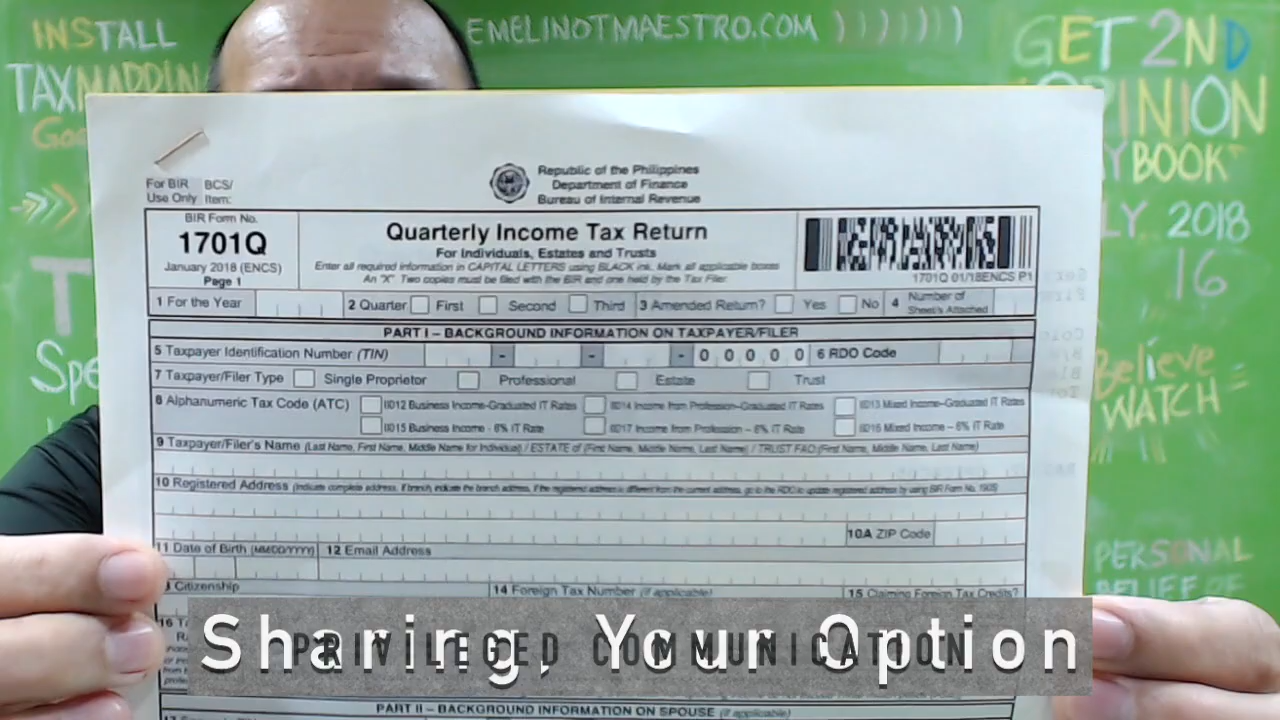 INSTALL
TAXMAPPIN
Goo
EMELINOTMAESTRO.COM ) ) ) ) ) ) )
GET 2ND
OPINION
BOOK
LY 2018
16
Believe
WATCH =
PERSONAL
BELIEF OF
Spe
For BIR Use Only
BCS/ Item:
Republic of the Philippines
Department of Finance
Bureau of Internal Revenue
BIR Form No.
1701Q
January 2018 (ENCS)
Page 1
Quarterly Income Tax Return
For Individuals, Estates and Trusts
Enter all required information in CAPITAL LETTERS using BLACK ink. Mark all applicable boxes
An "X" Two copies must be filed with the BIR and one held by the Tax Filer
1701Q 01/18ENCS P1
1 For the Year 2 Quarter First Second Third 3 Amended Return? Yes No 4 Number of Sheet/s Attached
PART I – BACKGROUND INFORMATION ON TAXPAYER/FILER
5 Taxpayer Identification Number (TIN) - - - 0 0 0 0 0 6 RDO Code
7 Taxpayer/Filer Type Single Proprietor Professional Estate Trust
8 Alphanumeric Tax Code (ATC) II012 Business Income-Graduated IT Rates II014 Income from Profession–Graduated IT Rates II013 Mixed Income–Graduated IT Rates
II015 Business Income - 8% IT Rate II017 Income from Profession – 8% IT Rate II016 Mixed Income – 8% IT Rate
9 Taxpayer/Filer's Name (Last Name, First Name, Middle Name for Individual) / ESTATE of (First Name, Middle Name, Last Name) / TRUST FAO:(First Name, Middle Name, Last Name)
10 Registered Address (Indicate complete address. If branch, indicate the branch address. If the registered address is different from the current address, go to the RDO to update registered address by using BIR Form No. 1905)
10A ZIP Code
11 Date of Birth (MM/DD/YYYY) 12 Email Address
Citizenship 14 Foreign Tax Number (if applicable) 15 Claiming Foreign Tax Credits?
16
Sharing, Your Option
PRIVILEGED COMMUNICATION
PART II – BACKGROUND INFORMATION ON SPOUSE (if applicable)